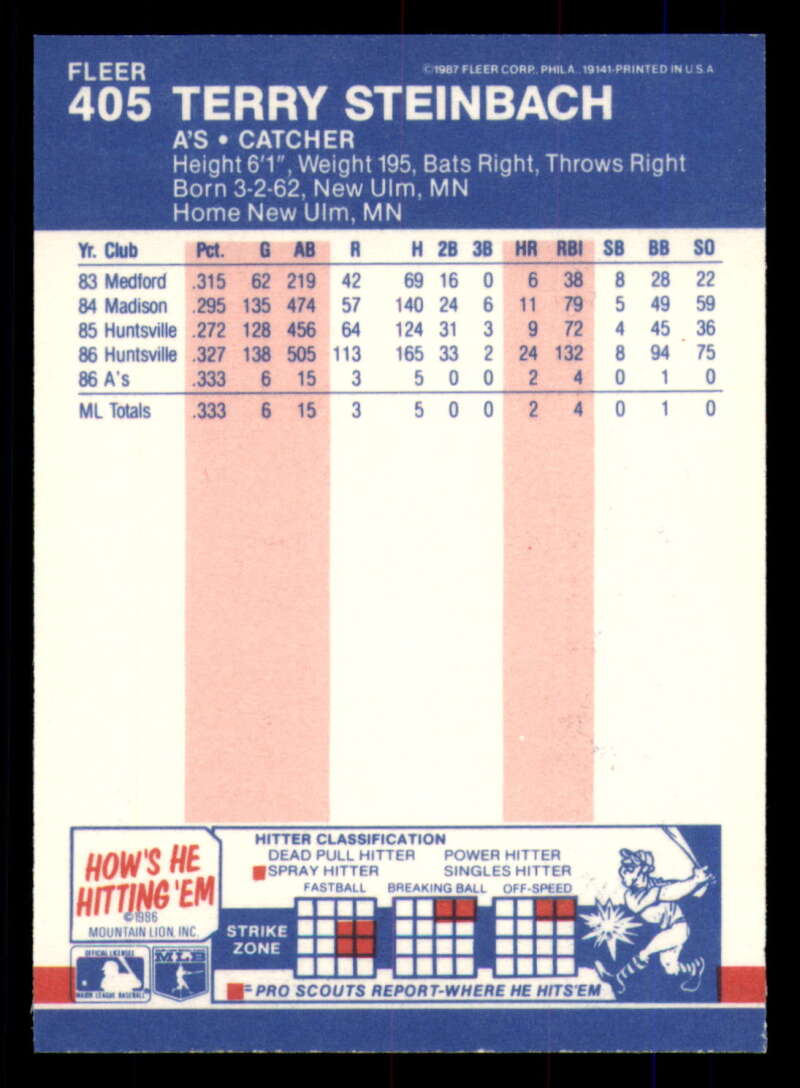 FLEER
©1987 FLEER CORP., PHILA. 19141-PRINTED IN U.S.A
405 TERRY STEINBACH
A'S • CATCHER
Height 6'1", Weight 195, Bats Right, Throws Right
Born 3-2-62, New Ulm, MN
Home New Ulm, MN
Yr. Club Pct. G AB R H 2B 3B HR RBI SB BB SO
83 Medford .315 62 219 42 69 16 0 6 38 8 28 22
84 Madison .295 135 474 57 140 24 6 11 79 5 49 59
85 Huntsville .272 128 456 64 124 31 3 9 72 4 45 36
86 Huntsville .327 138 505 113 165 33 2 24 132 8 94 75
86 A's .333 6 15 3 5 0 0 2 4 0 1 0
ML Totals .333 6 15 3 5 0 0 2 4 0 1 0
HOW'S HE
HITTING 'EM
©1986
MOUNTAIN LION, INC.
OFFICIAL LICENSEE
MAJOR LEAGUE BASEBALL
MLB
HITTER CLASSIFICATION
DEAD PULL HITTER POWER HITTER
SPRAY HITTER SINGLES HITTER
FASTBALL BREAKING BALL OFF-SPEED
STRIKE
ZONE
=PRO SCOUTS REPORT-WHERE HE HITS'EM